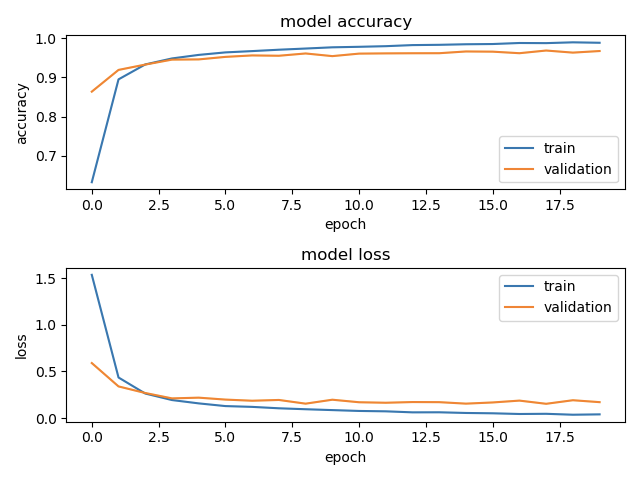 model accuracy
1.0
0.9
0.8
0.7
accuracy
train
validation
0.0 2.5 5.0 7.5 10.0 12.5 15.0 17.5
epoch
model loss
1.5
1.0
0.5
0.0
loss
train
validation
0.0 2.5 5.0 7.5 10.0 12.5 15.0 17.5
epoch